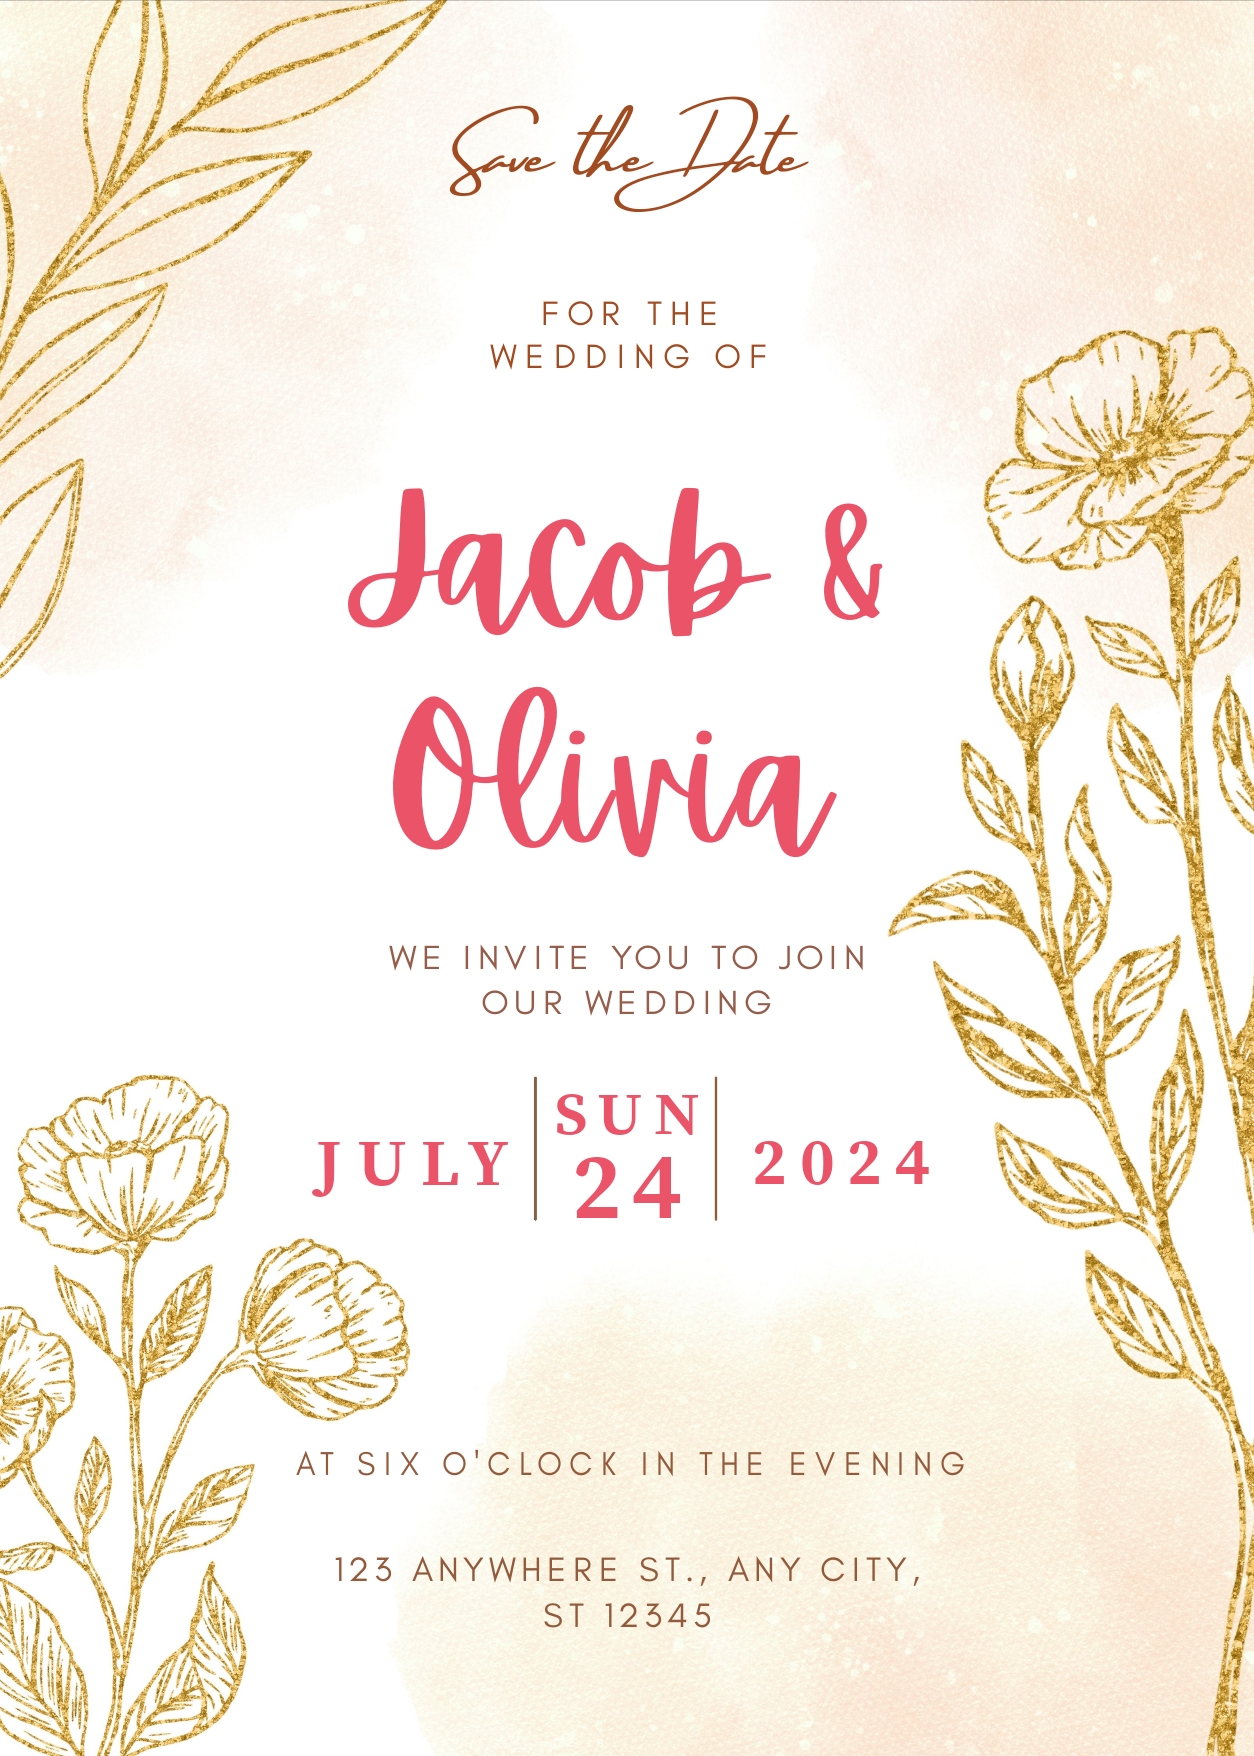 Save the Date
FOR THE
WEDDING OF
Jacob &
Olivia
WE INVITE YOU TO JOIN
OUR WEDDING
JULY
SUN
24
2024
AT SIX O'CLOCK IN THE EVENING
123 ANYWHERE ST., ANY CITY,
ST 12345